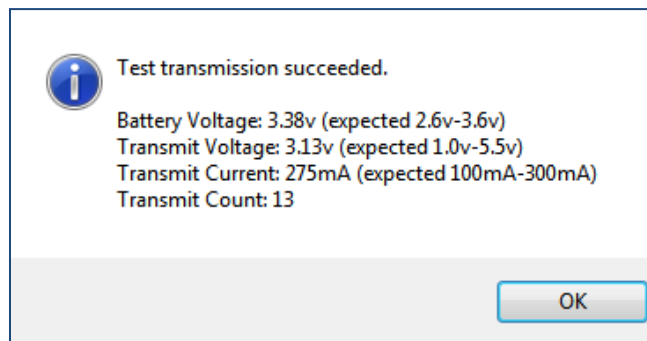 Test transmission succeeded.
Battery Voltage: 3.38v (expected 2.6v-3.6v)
Transmit Voltage: 3.13v (expected 1.0v-5.5v)
Transmit Current: 275mA (expected 100mA-300mA)
Transmit Count: 13
OK